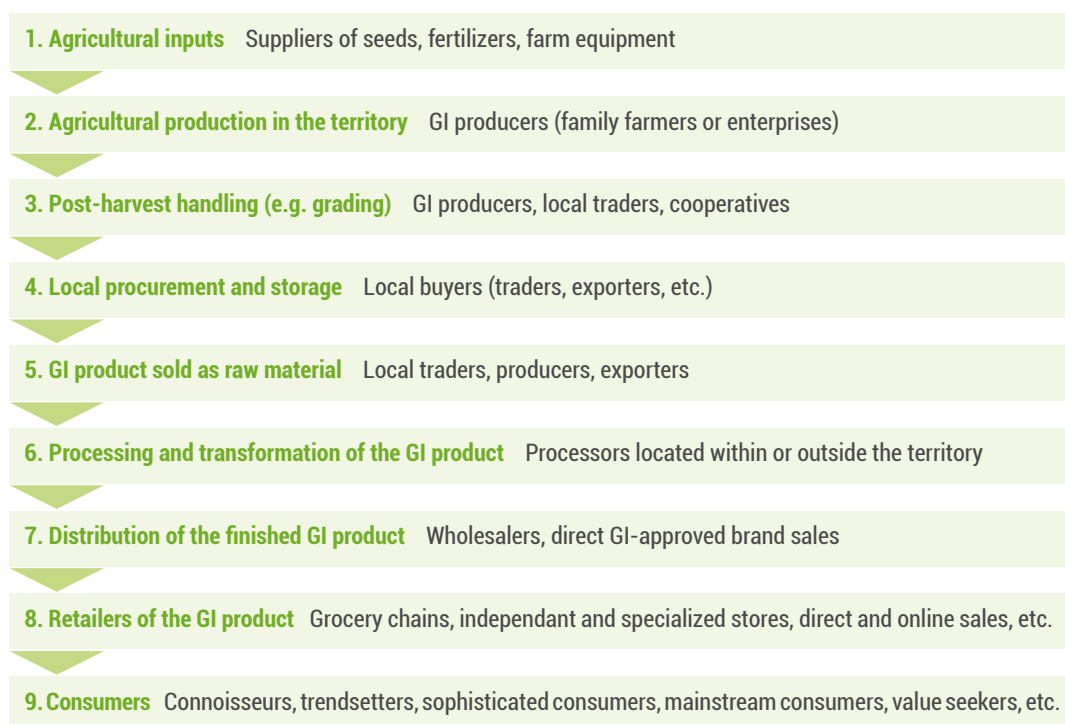 1. Agricultural inputs Suppliers of seeds, fertilizers, farm equipment
2. Agricultural production in the territory GI producers (family farmers or enterprises)
3. Post-harvest handling (e.g. grading) GI producers, local traders, cooperatives
4. Local procurement and storage Local buyers (traders, exporters, etc.)
5. GI product sold as raw material Local traders, producers, exporters
6. Processing and transformation of the GI product Processors located within or outside the territory
7. Distribution of the finished GI product Wholesalers, direct GI-approved brand sales
8. Retailers of the GI product Grocery chains, independant and specialized stores, direct and online sales, etc.
9. Consumers Connoisseurs, trendsetters, sophisticated consumers, mainstream consumers, value seekers, etc.